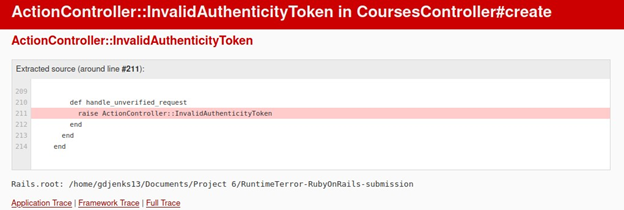 ActionController::InvalidAuthenticityToken in CoursesController#create
ActionController::InvalidAuthenticityToken
Extracted source (around line #211):
209
210 def handle_unverified_request
211 raise ActionController::InvalidAuthenticityToken
212 end
213 end
214 end
Rails.root: /home/gdjenks13/Documents/Project 6/RuntimeTerror-RubyOnRails-submission
Application Trace | Framework Trace | Full Trace